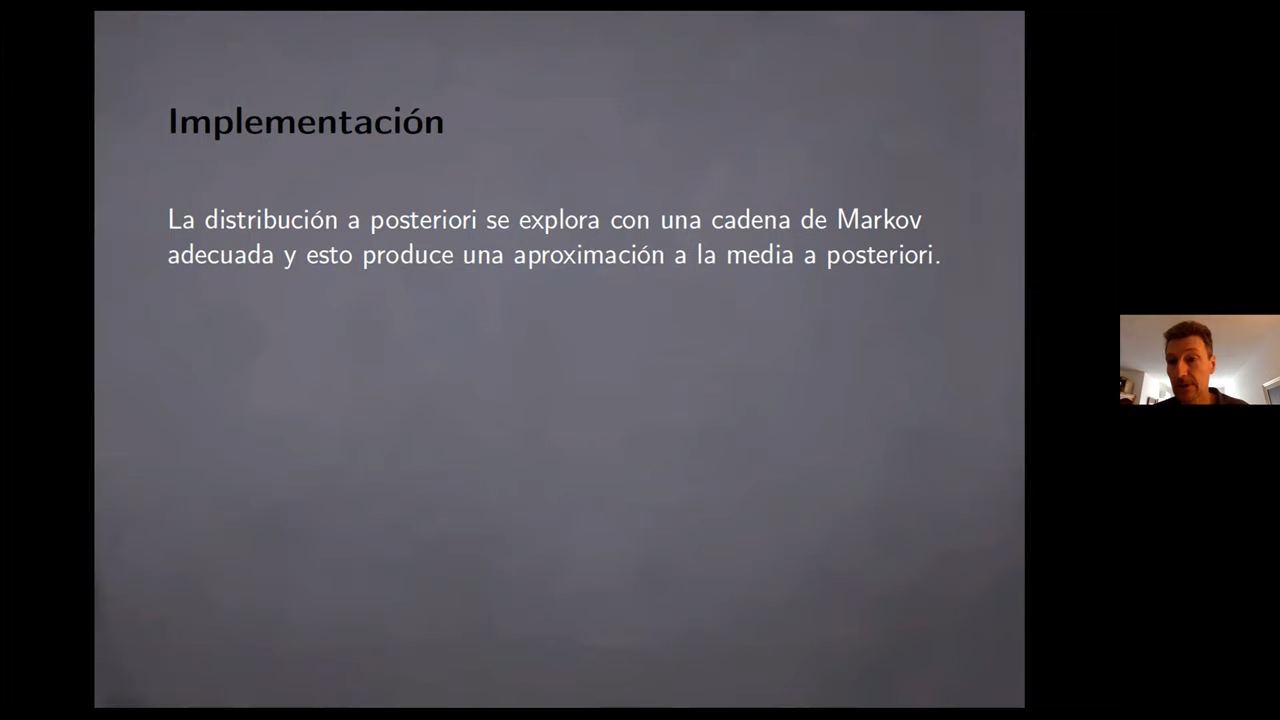 Implementación
La distribución a posteriori se explora con una cadena de Markov
adecuada y esto produce una aproximación a la media a posteriori.